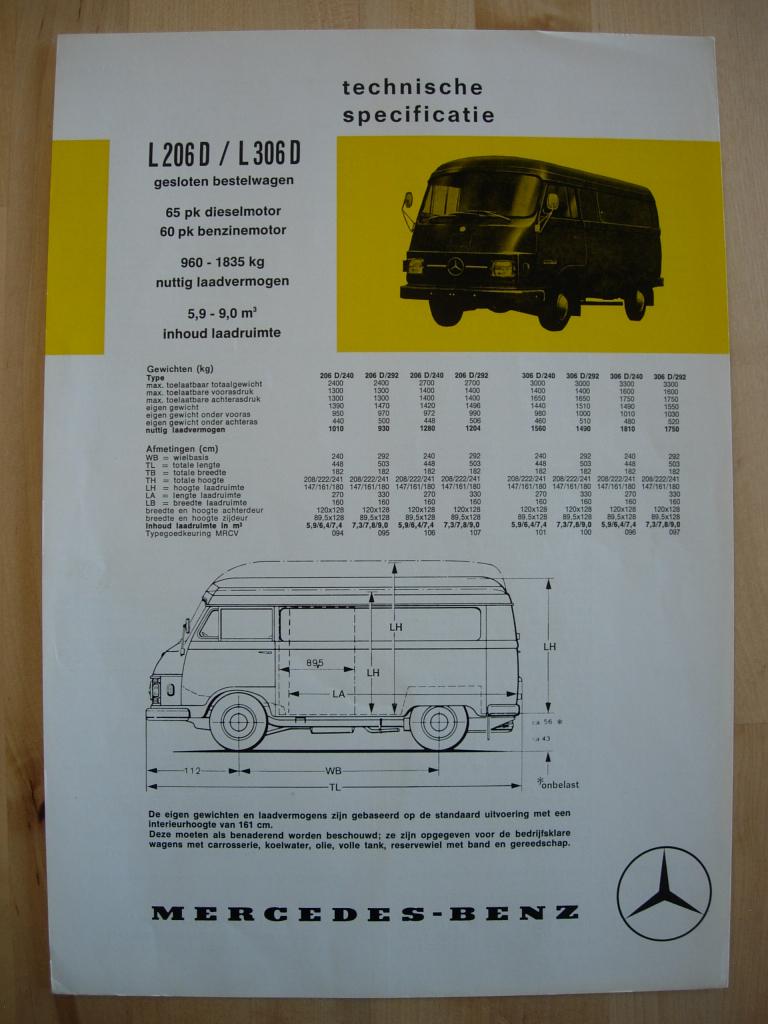 technische
specificatie
L206D / L306D
gesloten bestelwagen
65 pk dieselmotor
60 pk benzinemotor
960 - 1835 kg
nuttig laadvermogen
5,9 - 9,0 m³
inhoud laadruimte
Gewichten (kg)
Type 206 D/240 206 D/292 206 D/240 206 D/292 306 D/240 306 D/292 306 D/240 306 D/292
max. toelaatbaar totaalgewicht 2400 2400 2700 2700 3000 3000 3300 3300
max. toelaatbare voorasdruk 1300 1300 1400 1400 1400 1400 1600 1600
max. toelaatbare achterasdruk 1300 1300 1400 1400 1650 1650 1750 1750
eigen gewicht 1390 1470 1420 1496 1440 1510 1490 1550
eigen gewicht onder vooras 950 970 972 990 980 1000 1010 1030
eigen gewicht onder achteras 440 500 448 506 460 510 480 520
nuttig laadvermogen 1010 930 1280 1204 1560 1490 1810 1750
Afmetingen (cm)
WB = wielbasis 240 292 240 292 240 292 240 292
TL = totale lengte 448 503 448 503 448 503 448 503
TB = totale breedte 182 182 182 182 182 182 182 182
TH = totale hoogte 208/222/241 208/222/241 208/222/241 208/222/241 208/222/241 208/222/241 208/222/241 208/222/241
LH = hoogte laadruimte 147/161/180 147/161/180 147/161/180 147/161/180 147/161/180 147/161/180 147/161/180 147/161/180
LA = lengte laadruimte 270 330 270 330 270 330 270 330
LB = breedte laadruimte 160 160 160 160 160 160 160 160
breedte en hoogte achterdeur 120x128 120x128 120x128 120x128 120x128 120x128 120x128 120x128
breedte en hoogte zijdeur 89,5x128 89,5x128 89,5x128 89,5x128 89,5x128 89,5x128 89,5x128 89,5x128
Inhoud laadruimte in m³ 5,9/6,4/7,4 7,3/7,8/9,0 5,9/6,4/7,4 7,3/7,8/9,0 5,9/6,4/7,4 7,3/7,8/9,0 5,9/6,4/7,4 7,3/7,8/9,0
Typegoedkeuring MRCV 094 095 106 107 101 100 096 097
LH
LH
LH
89,5
LA
ca 56 *
ca 43
112
WB
TL
*onbelast
De eigen gewichten en laadvermogens zijn gebaseerd op de standaard uitvoering met een
interieurhoogte van 161 cm.
Deze moeten als benaderend worden beschouwd; ze zijn opgegeven voor de bedrijfsklare
wagens met carrosserie, koelwater, olie, volle tank, reservewiel met band en gereedschap.
MERCEDES-BENZ